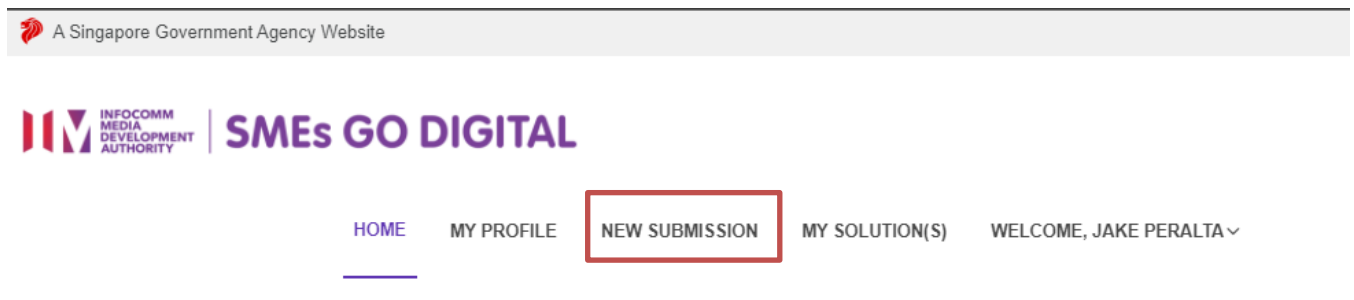 A Singapore Government Agency Website
INFOCOMM
MEDIA
DEVELOPMENT
AUTHORITY
SMEs GO DIGITAL
HOME MY PROFILE NEW SUBMISSION MY SOLUTION(S) WELCOME, JAKE PERALTA